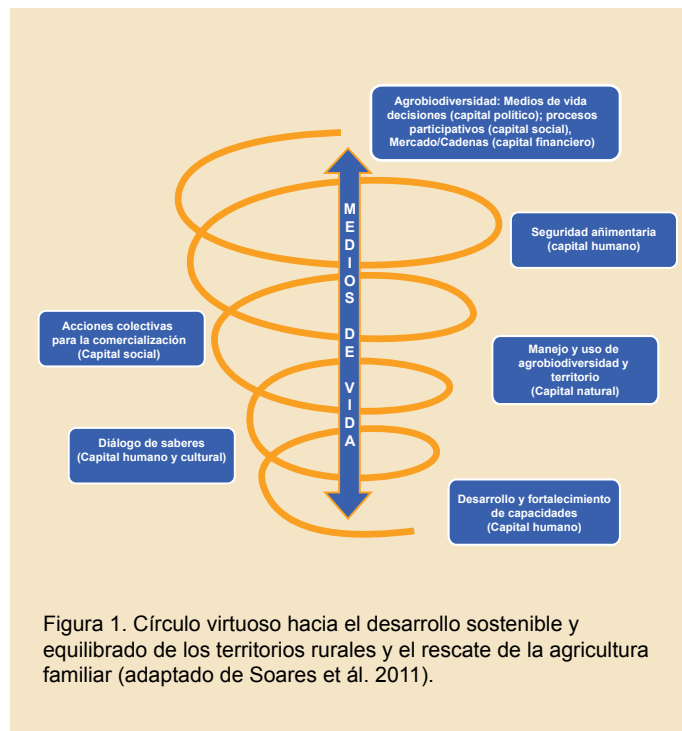 Agrobiodiversidad: Medios de vida
decisiones (capital político); procesos
participativos (capital social),
Mercado/Cadenas (capital financiero)
MEDIOS DE VIDA
Seguridad añimentaria
(capital humano)
Acciones colectivas
para la comercialización
(Capital social)
Manejo y uso de
agrobiodiversidad y
territorio
(Capital natural)
Diálogo de saberes
(Capital humano y cultural)
Desarrollo y fortalecimiento
de capacidades
(Capital humano)
Figura 1. Círculo virtuoso hacia el desarrollo sostenible y
equilibrado de los territorios rurales y el rescate de la agricultura
familiar (adaptado de Soares et ál. 2011).